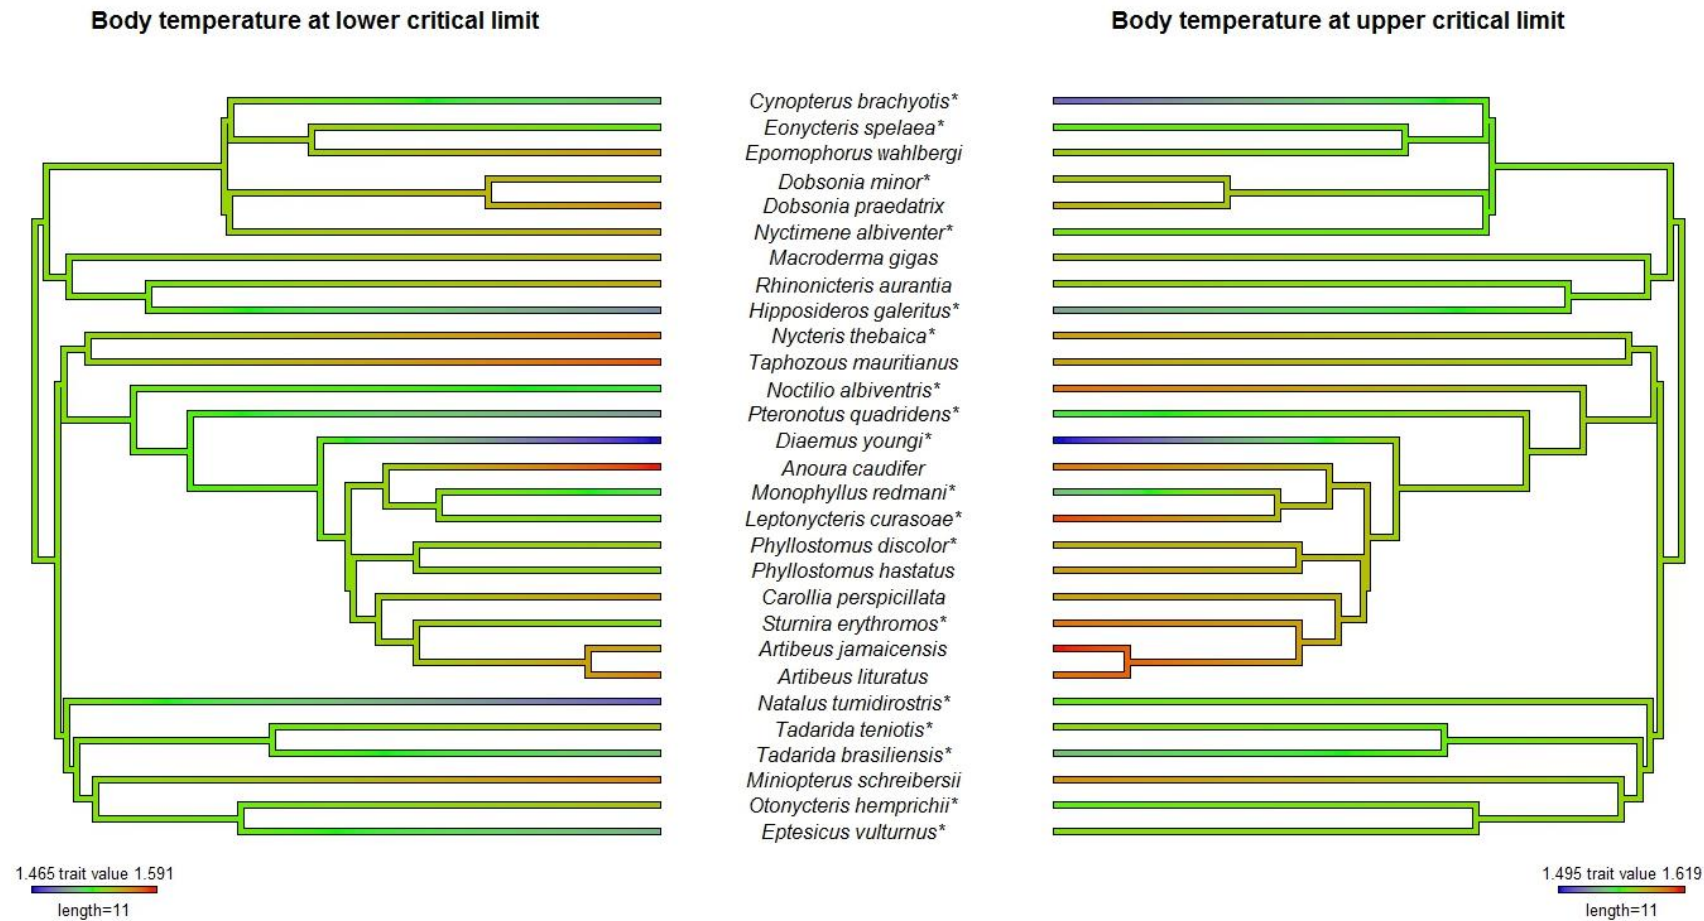 Body temperature at lower critical limit
Body temperature at upper critical limit
Cynopterus brachyotis*
Eonycteris spelaea*
Epomophorus wahlbergi
Dobsonia minor*
Dobsonia praedatrix
Nyctimene albiventer*
Macroderma gigas
Rhinonicteris aurantia
Hipposideros galeritus*
Nycteris thebaica*
Taphozous mauritianus
Noctilio albiventris*
Pteronotus quadridens*
Diaemus youngi*
Anoura caudifer
Monophyllus redmani*
Leptonycteris curasoae*
Phyllostomus discolor*
Phyllostomus hastatus
Carollia perspicillata
Sturnira erythromos*
Artibeus jamaicensis
Artibeus lituratus
Natalus tumidirostris*
Tadarida teniotis*
Tadarida brasiliensis*
Miniopterus schreibersii
Otonycteris hemprichii*
Eptesicus vulturnus*
1.465 trait value 1.591
length=11
1.495 trait value 1.619
length=11